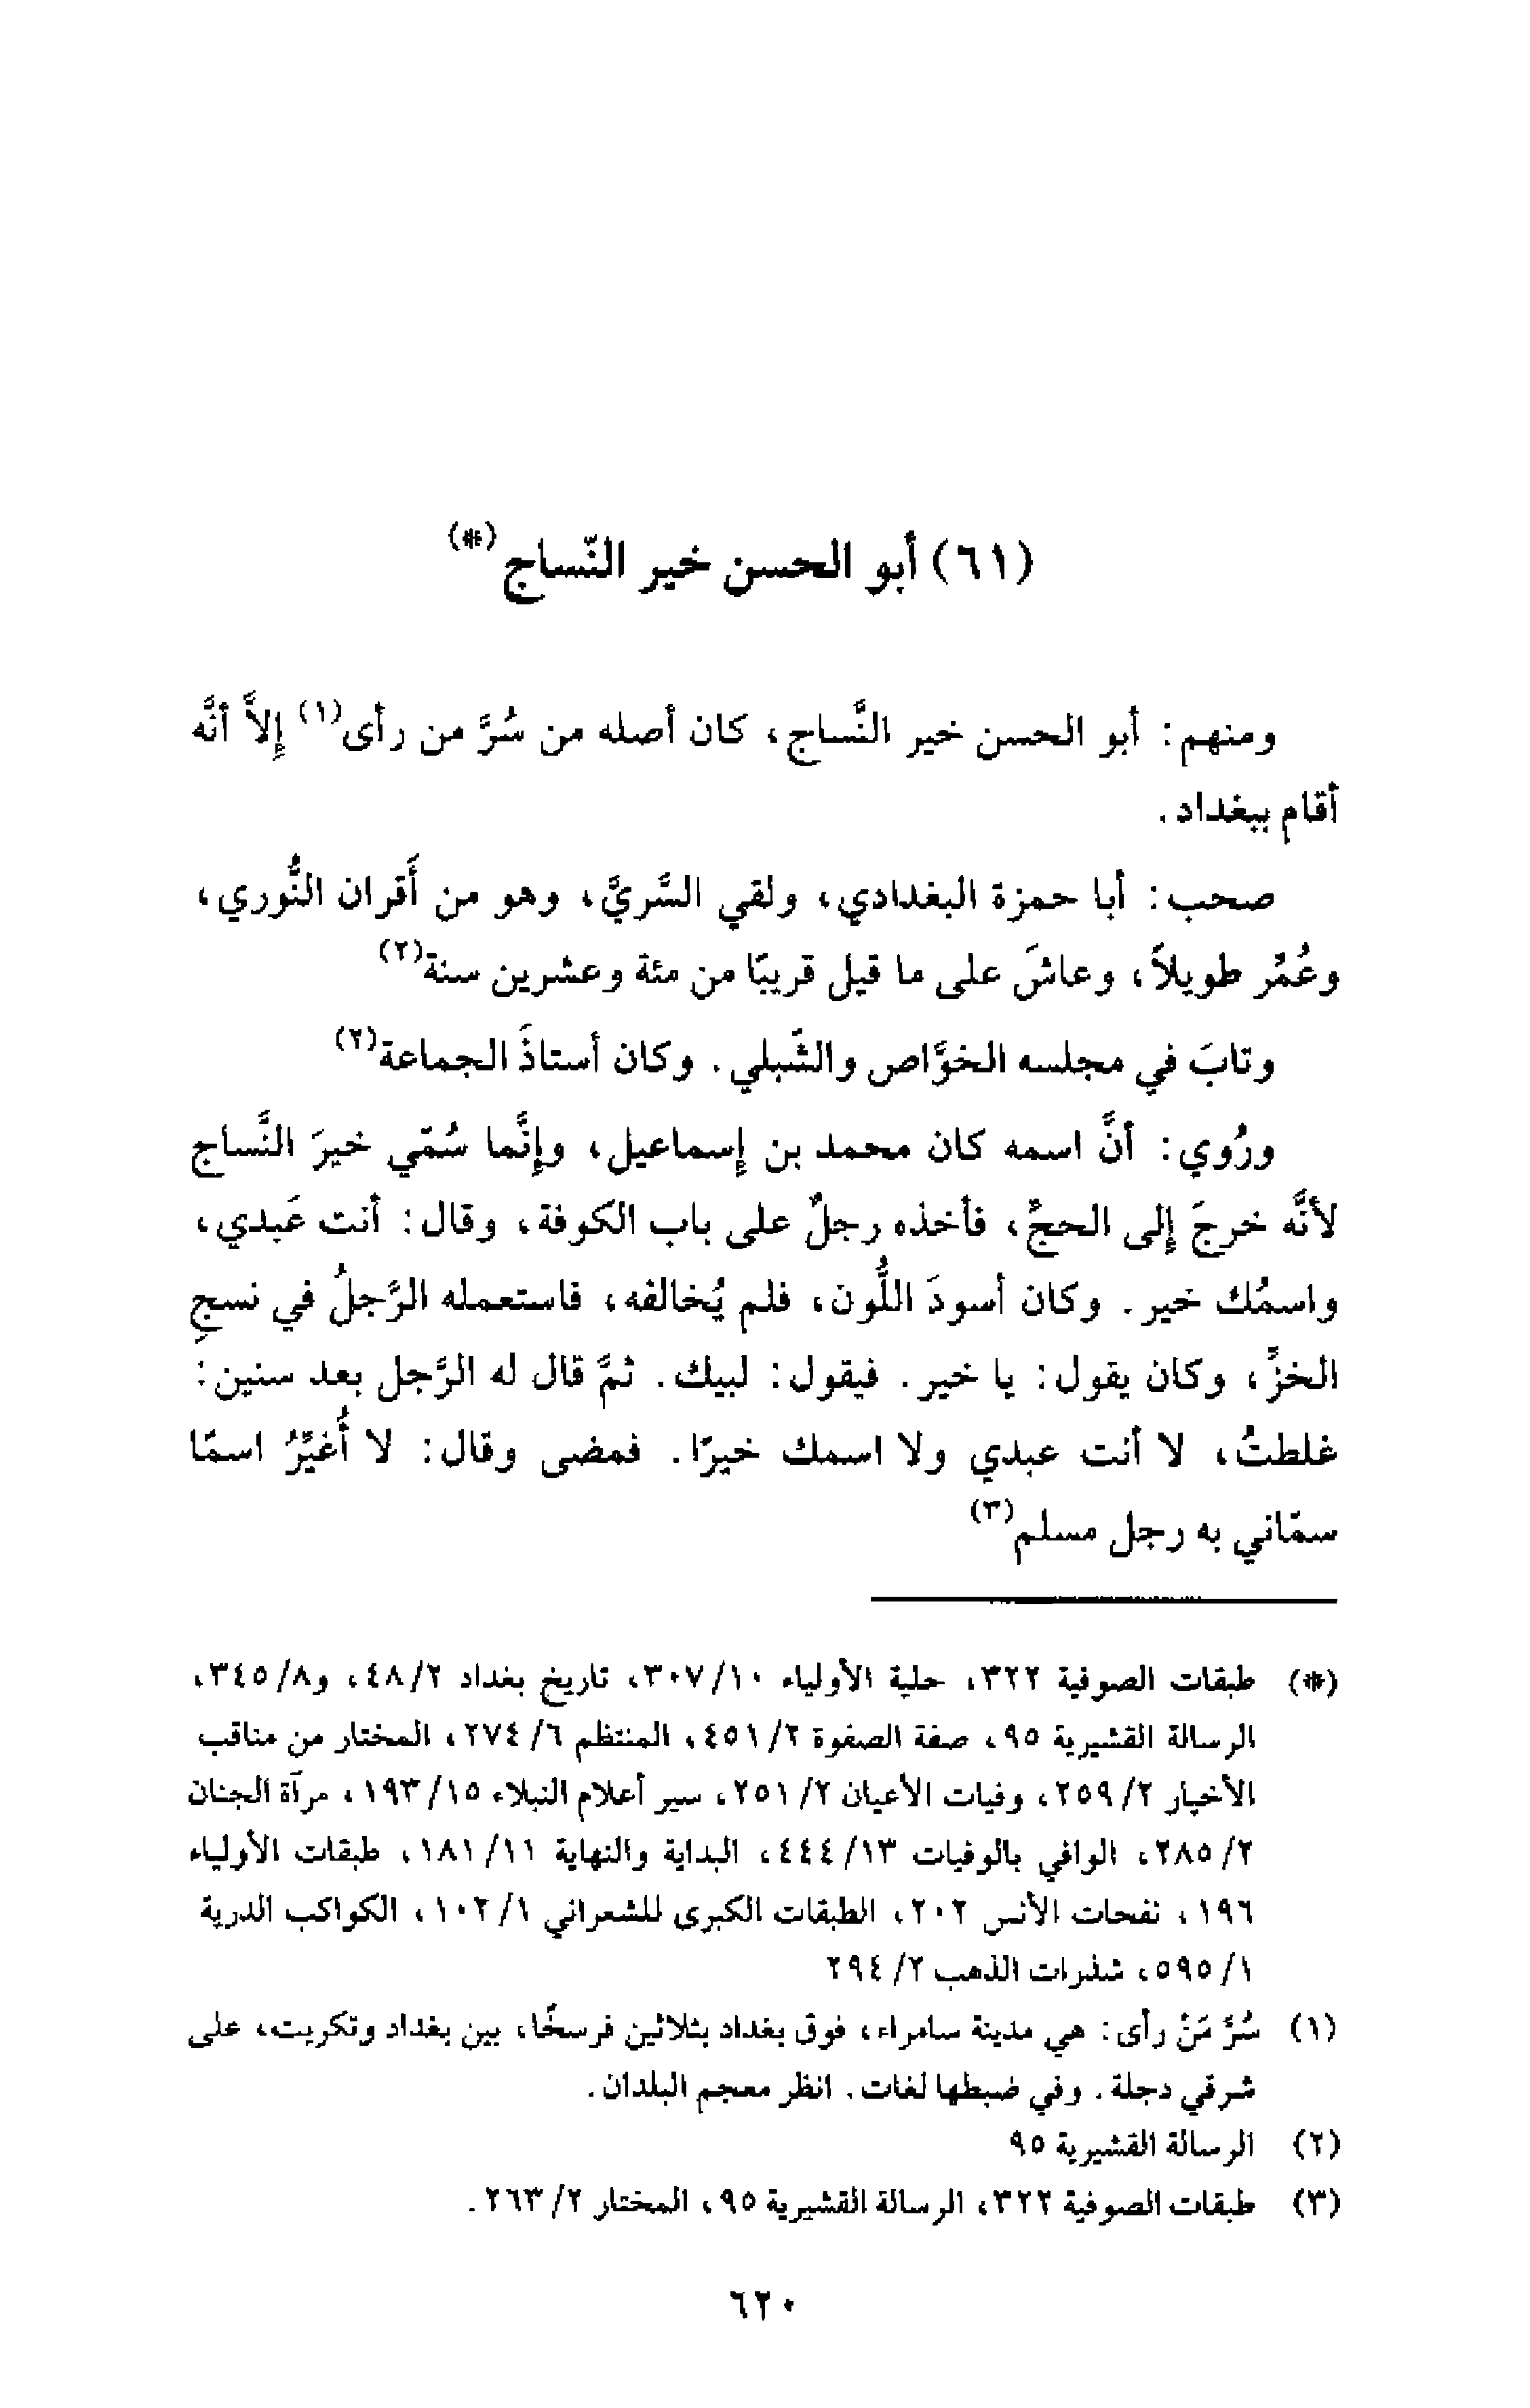 (٦١) أبو الحسن خير النّساج(*)
ومنهم: أبو الحسن خير النَّساج، كان أصله من سُرَّ من رأى(١) إلاَّ أنَّه
أقام ببغداد.
صحب: أبا حمزة البغدادي، ولقي السَّريَّ، وهو من أَقران النُّوري،
وعُمِّر طويلاً، وعاشَ على ما قيل قريبًا من مئة وعشرين سنة(٢)
وتابَ في مجلسه الخوَّاص والشَّبلي. وكان أستاذَ الجماعة(٢)
ورُوي: أنَّ اسمه كان محمد بن إسماعيل، وإنَّما سُمّي خيرَ النَّساج
لأنَّه خرجَ إلى الحجِّ، فأخذه رجلٌ على باب الكوفة، وقال: أنت عَبدي،
واسمُك خير. وكان أسودَ اللَّون، فلم يُخالفه، فاستعمله الرَّجلُ في نسجِ
الخزِّ، وكان يقول: يا خير. فيقول: لبيك. ثمَّ قال له الرَّجل بعد سنين:
غلطتُ، لا أنت عبدي ولا اسمك خيرًا. فمضى وقال: لا أُغيِّرُ اسمًا
سمّاني به رجل مسلم(٣)
(*) طبقات الصوفية ٣٢٢، حلية الأولياء ٣٠٧/١٠، تاريخ بغداد ٤٨/٢، و٣٤٥/٨،
الرسالة القشيرية ٩٥، صفة الصفوة ٤٥١/٢، المنتظم ٢٧٤/٦، المختار من مناقب
الأخيار ٢٥٩/٢، وفيات الأعيان ٢٥١/٢، سير أعلام النبلاء ١٩٣/١٥، مرآة الجنان
٢٨٥/٢، الوافي بالوفيات ٤٤٤/١٣، البداية والنهاية ١٨١/١١، طبقات الأولياء
١٩٦، نفحات الأنس ٢٠٢، الطبقات الكبرى للشعراني ١٠٢/١، الكواكب الدرية
٥٩٥/١، شذرات الذهب ٢٩٤/٢
(١) سُرَّ مَنْ رأى: هي مدينة سامراء، فوق بغداد بثلاثين فرسخًا، بين بغداد وتكريت، على
شرقي دجلة. وفي ضبطها لغات. انظر معجم البلدان.
(٢) الرسالة القشيرية ٩٥
(٣) طبقات الصوفية ٣٢٢، الرسالة القشيرية ٩٥، المختار ٢٦٣/٢.
٦٢٠